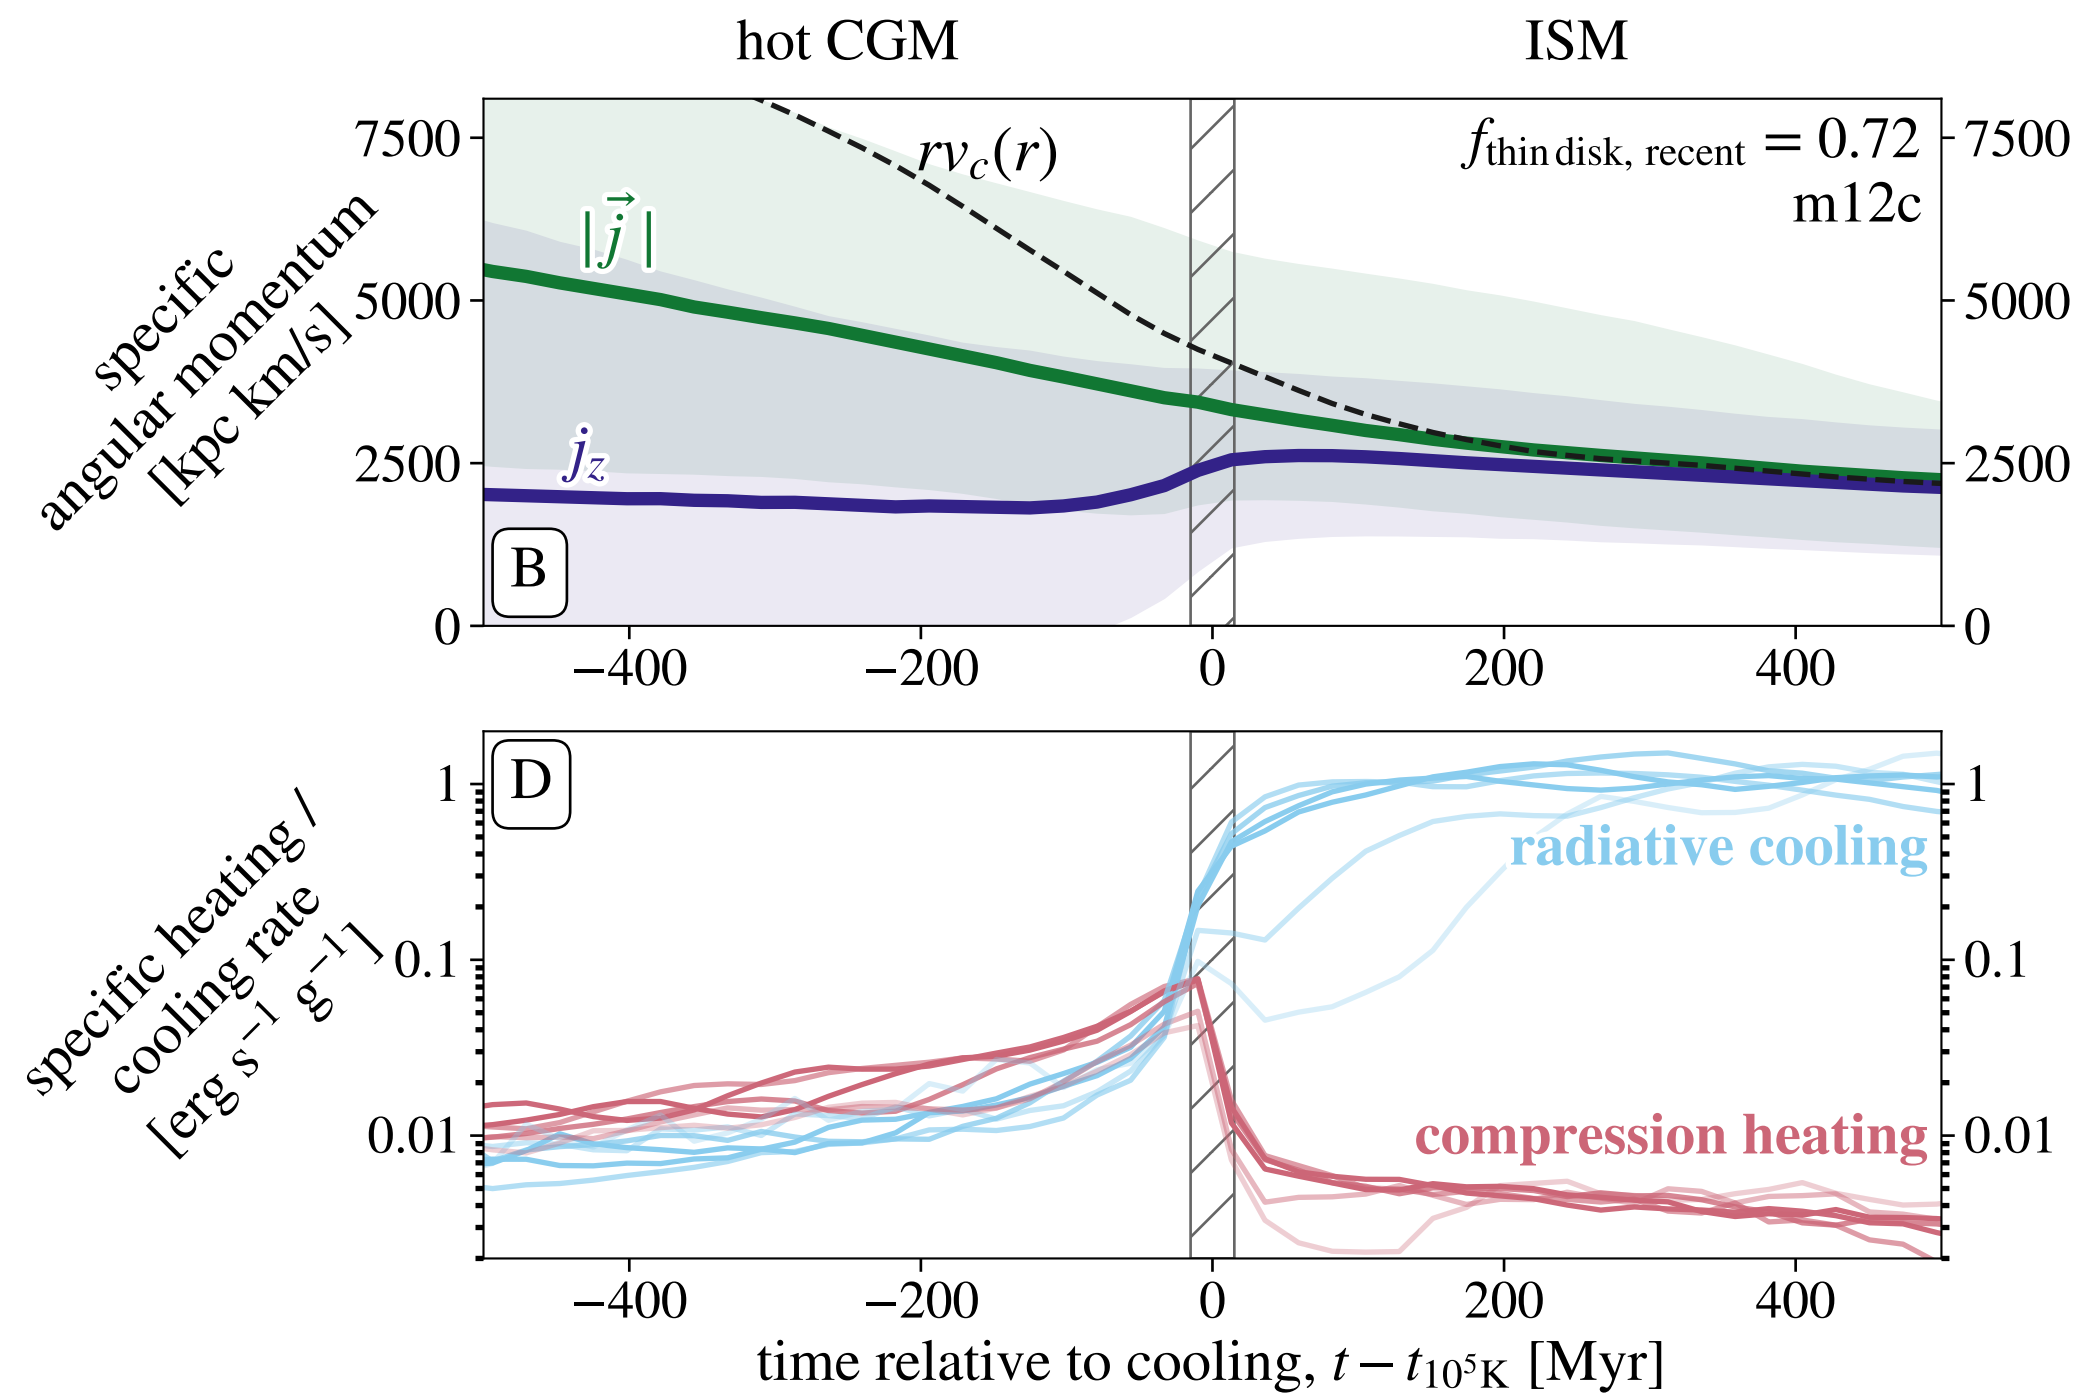 hot CGM
ISM
specific
angular momentum
[kpc km/s]
7500
5000
2500
0
7500
5000
2500
0
rv_c(r)
f_thin disk, recent = 0.72
m12c
|j⃗|
j_z
B
−400
−200
0
200
400
specific heating /
cooling rate
[erg s⁻¹ g⁻¹]
D
1
0.1
0.01
1
0.1
0.01
radiative cooling
compression heating
−400
−200
0
200
400
time relative to cooling, t − t_10⁵K [Myr]